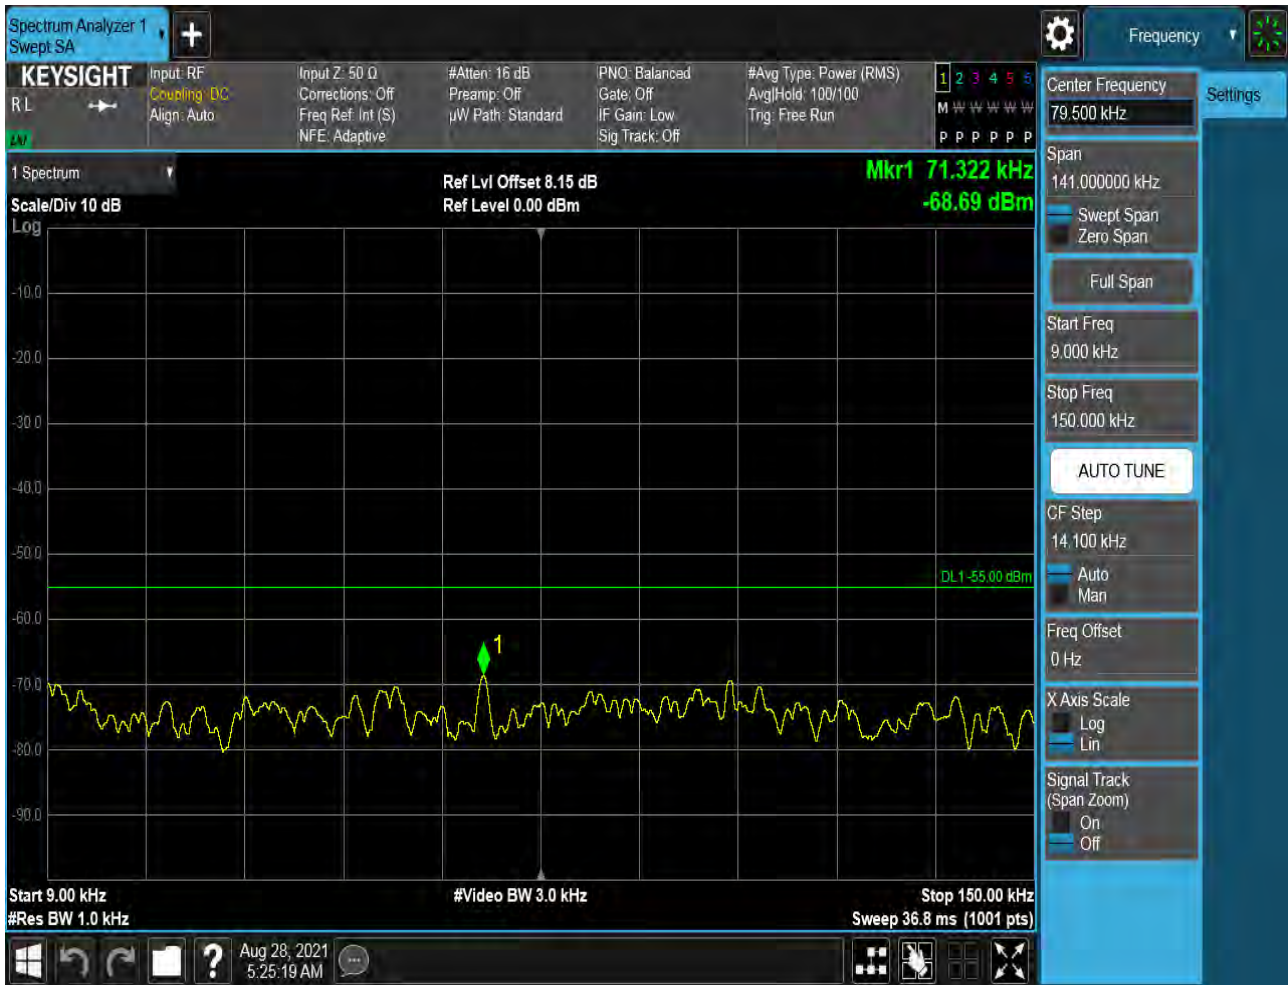 Spectrum Analyzer 1
Swept SA
Frequency
KEYSIGHT
R L
LXI
Input: RF
Coupling: DC
Align: Auto
Input Z: 50 Ω
Corrections: Off
Freq Ref: Int (S)
NFE: Adaptive
#Atten: 16 dB
Preamp: Off
µW Path: Standard
PNO: Balanced
Gate: Off
IF Gain: Low
Sig Track: Off
#Avg Type: Power (RMS)
Avg|Hold: 100/100
Trig: Free Run
1 2 3 4 5 6
M W W W W W
P P P P P P
1 Spectrum
Scale/Div 10 dB
Ref Lvl Offset 8.15 dB
Ref Level 0.00 dBm
Mkr1 71.322 kHz
-68.69 dBm
Log
-10.0
-20.0
-30.0
-40.0
-50.0
DL1 -55.00 dBm
-60.0
1
-70.0
-80.0
-90.0
Start 9.00 kHz
#Video BW 3.0 kHz
Stop 150.00 kHz
#Res BW 1.0 kHz
Sweep 36.8 ms (1001 pts)
Aug 28, 2021
5:25:19 AM
?
Center Frequency
79.500 kHz
Settings
Span
141.000000 kHz
Swept Span
Zero Span
Full Span
Start Freq
9.000 kHz
Stop Freq
150.000 kHz
AUTO TUNE
CF Step
14.100 kHz
Auto
Man
Freq Offset
0 Hz
X Axis Scale
Log
Lin
Signal Track
(Span Zoom)
On
Off